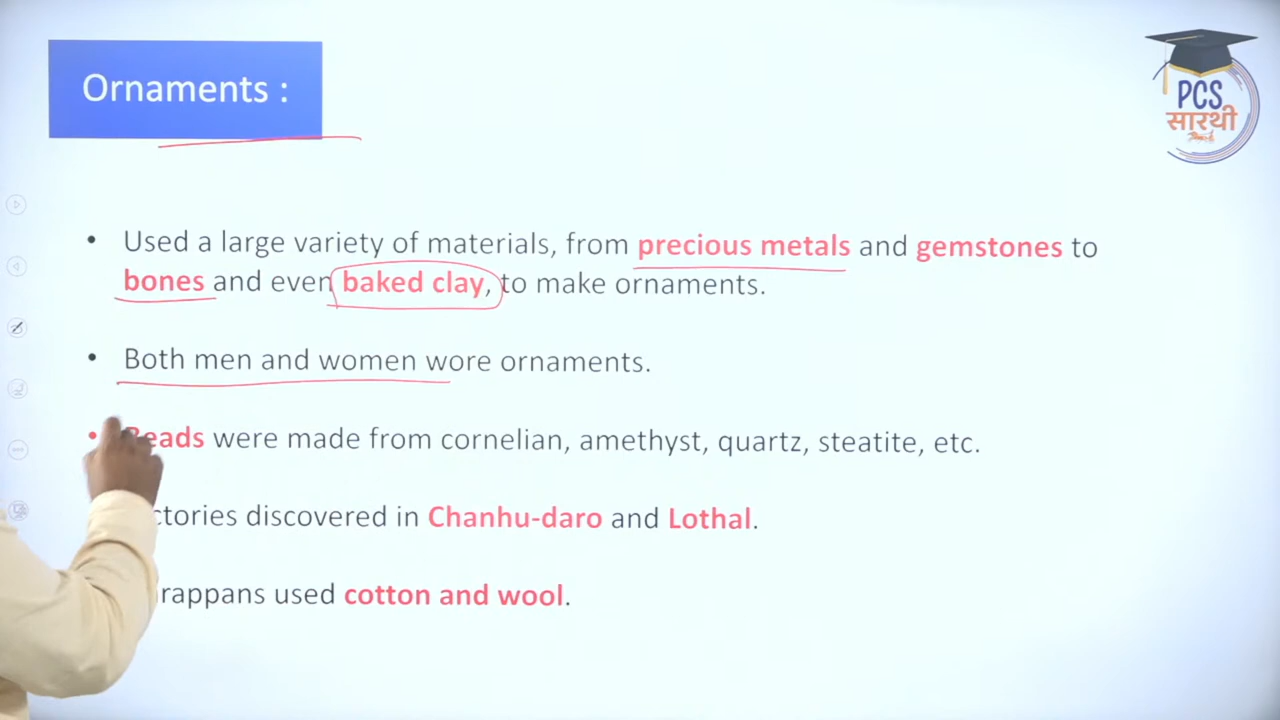 Ornaments :
PCS
सारथी
• Used a large variety of materials, from precious metals and gemstones to
bones and even baked clay, to make ornaments.
• Both men and women wore ornaments.
• Beads were made from cornelian, amethyst, quartz, steatite, etc.
ctories discovered in Chanhu-daro and Lothal.
rappans used cotton and wool.